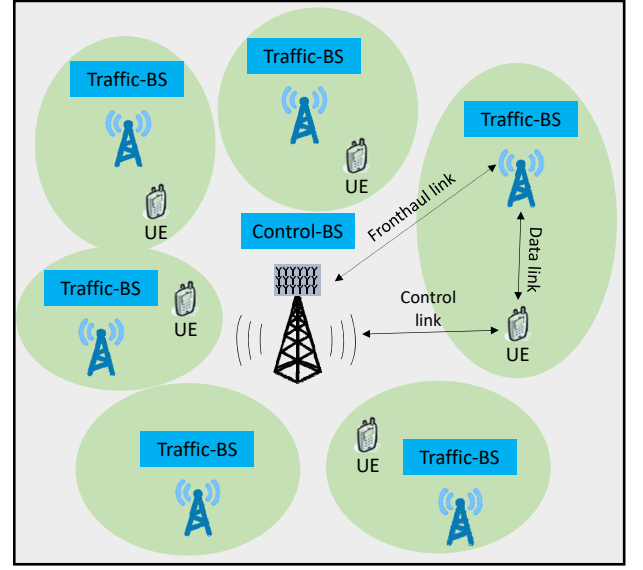 Traffic-BS
Traffic-BS
Traffic-BS
UE
UE
Control-BS
Fronthaul link
Data link
Traffic-BS
UE
Control
link
UE
Traffic-BS
UE
Traffic-BS